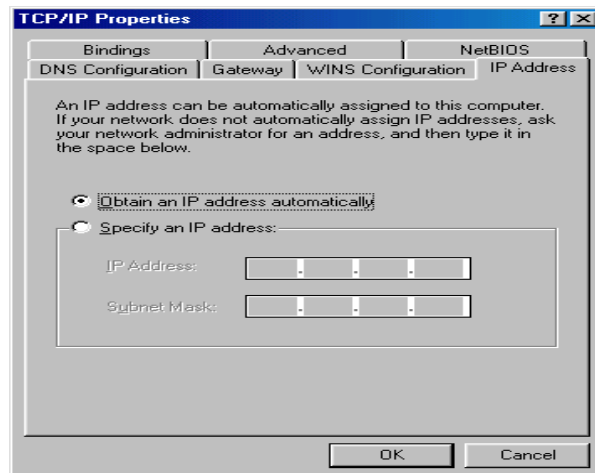 TCP/IP Properties
Bindings Advanced NetBIOS
DNS Configuration Gateway WINS Configuration IP Address
An IP address can be automatically assigned to this computer.
If your network does not automatically assign IP addresses, ask
your network administrator for an address, and then type it in
the space below.
Obtain an IP address automatically
Specify an IP address:
IP Address:
Subnet Mask:
OK Cancel